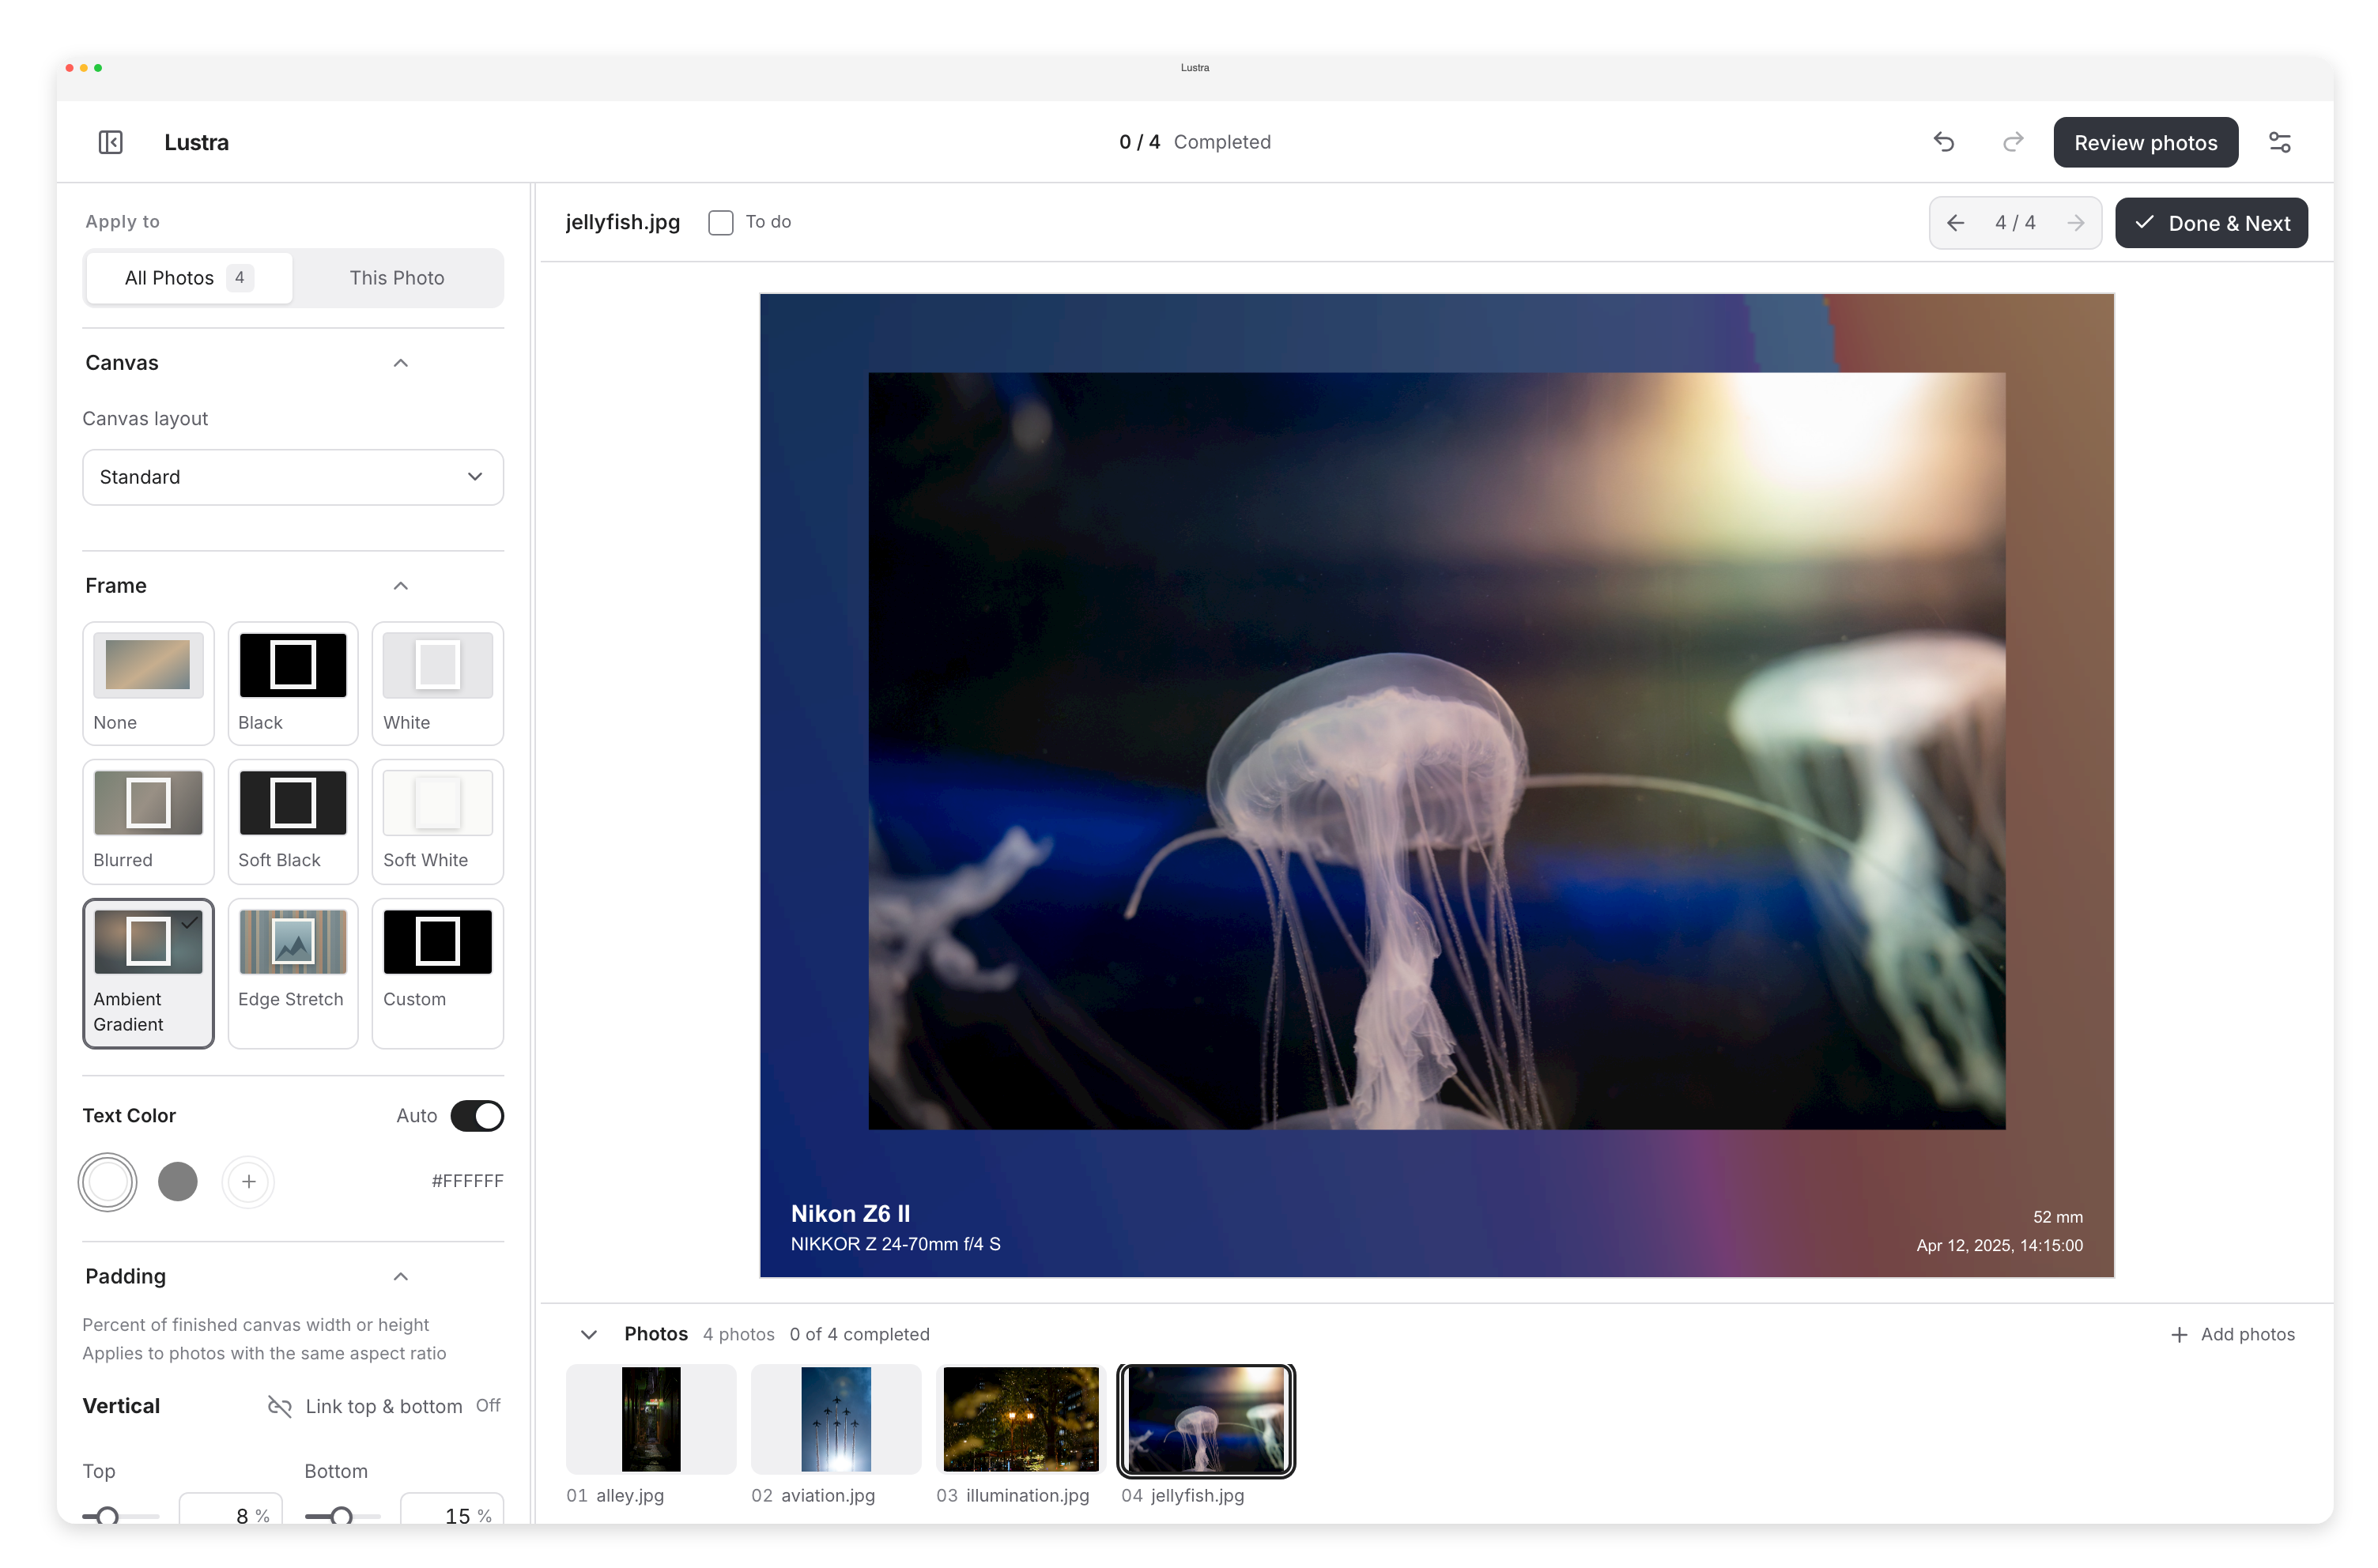 Lustra
Lustra
0 / 4 Completed
Review photos
Apply to
All Photos 4
This Photo
Canvas
Canvas layout
Standard
Frame
None
Black
White
Blurred
Soft Black
Soft White
Ambient
Gradient
Edge Stretch
Custom
Text Color
Auto
#FFFFFF
Padding
Percent of finished canvas width or height
Applies to photos with the same aspect ratio
Vertical
Link top & bottom Off
Top
Bottom
8 %
15 %
jellyfish.jpg
To do
4 / 4
Done & Next
Nikon Z6 II
NIKKOR Z 24-70mm f/4 S
52 mm
Apr 12, 2025, 14:15:00
Photos 4 photos 0 of 4 completed
Add photos
01 alley.jpg
02 aviation.jpg
03 illumination.jpg
04 jellyfish.jpg